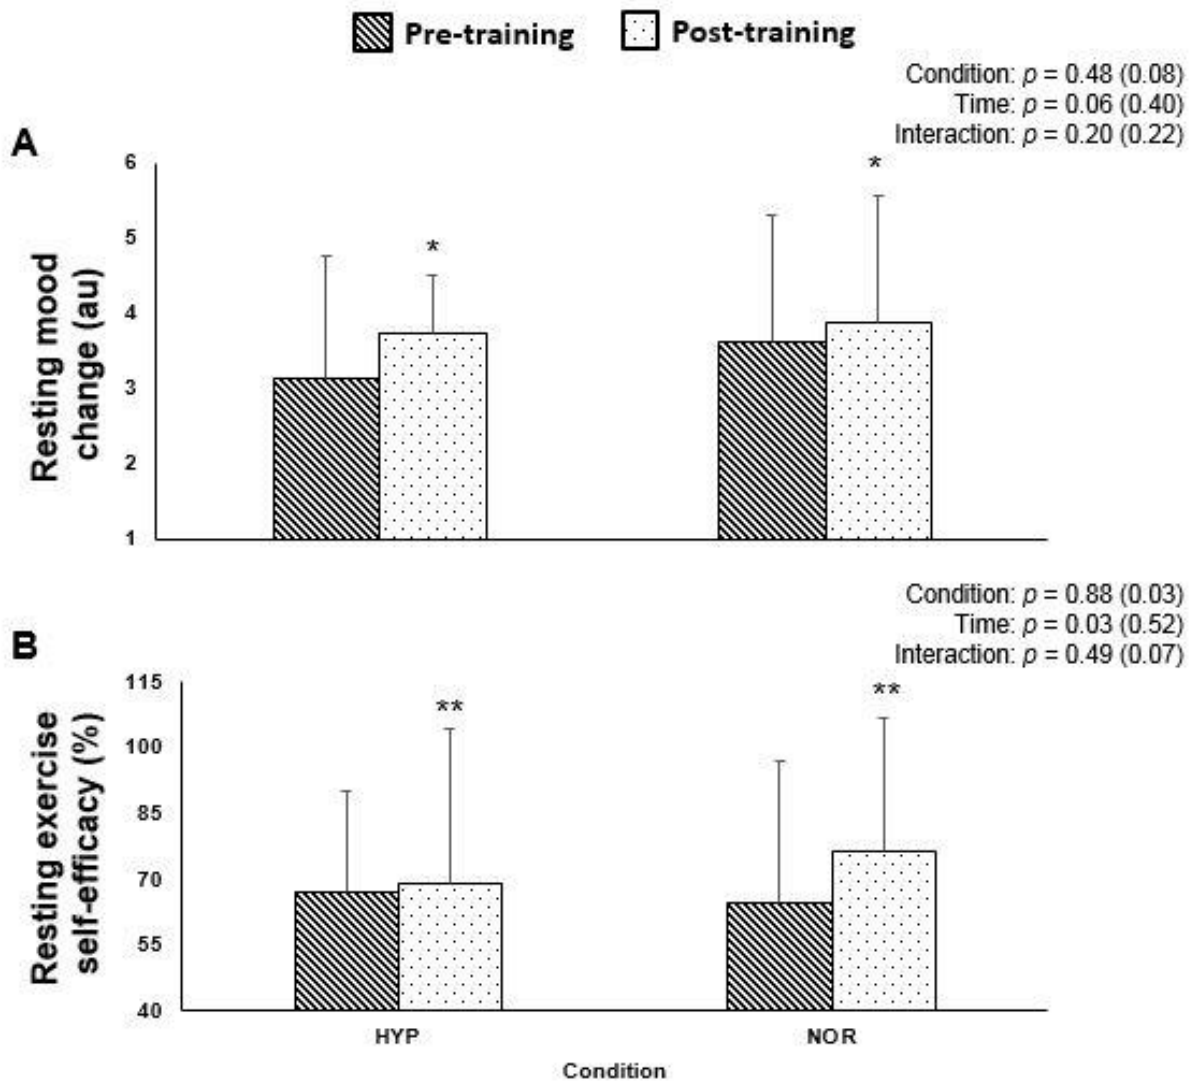 Pre-training Post-training
Condition: p = 0.48 (0.08)
Time: p = 0.06 (0.40)
Interaction: p = 0.20 (0.22)
A
Resting mood
change (au)
6
5
4
3
2
1
*
*
Condition: p = 0.88 (0.03)
Time: p = 0.03 (0.52)
Interaction: p = 0.49 (0.07)
B
Resting exercise
self-efficacy (%)
115
100
85
70
55
40
**
**
HYP NOR
Condition